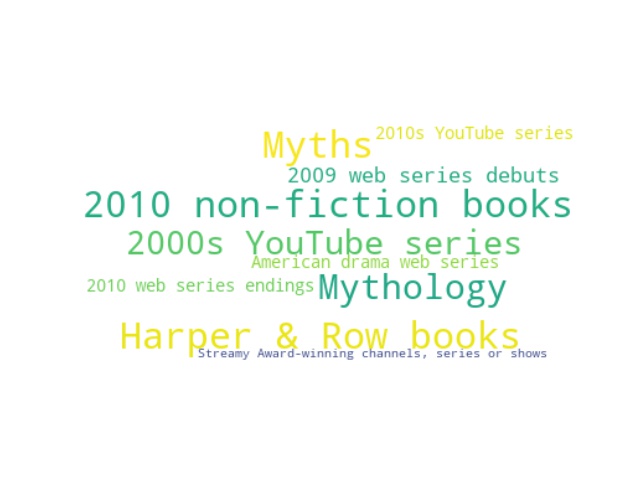 2010s YouTube series
Myths
2009 web series debuts
2010 non-fiction books
2000s YouTube series
American drama web series
2010 web series endings
Mythology
Harper & Row books
Streamy Award-winning channels, series or shows